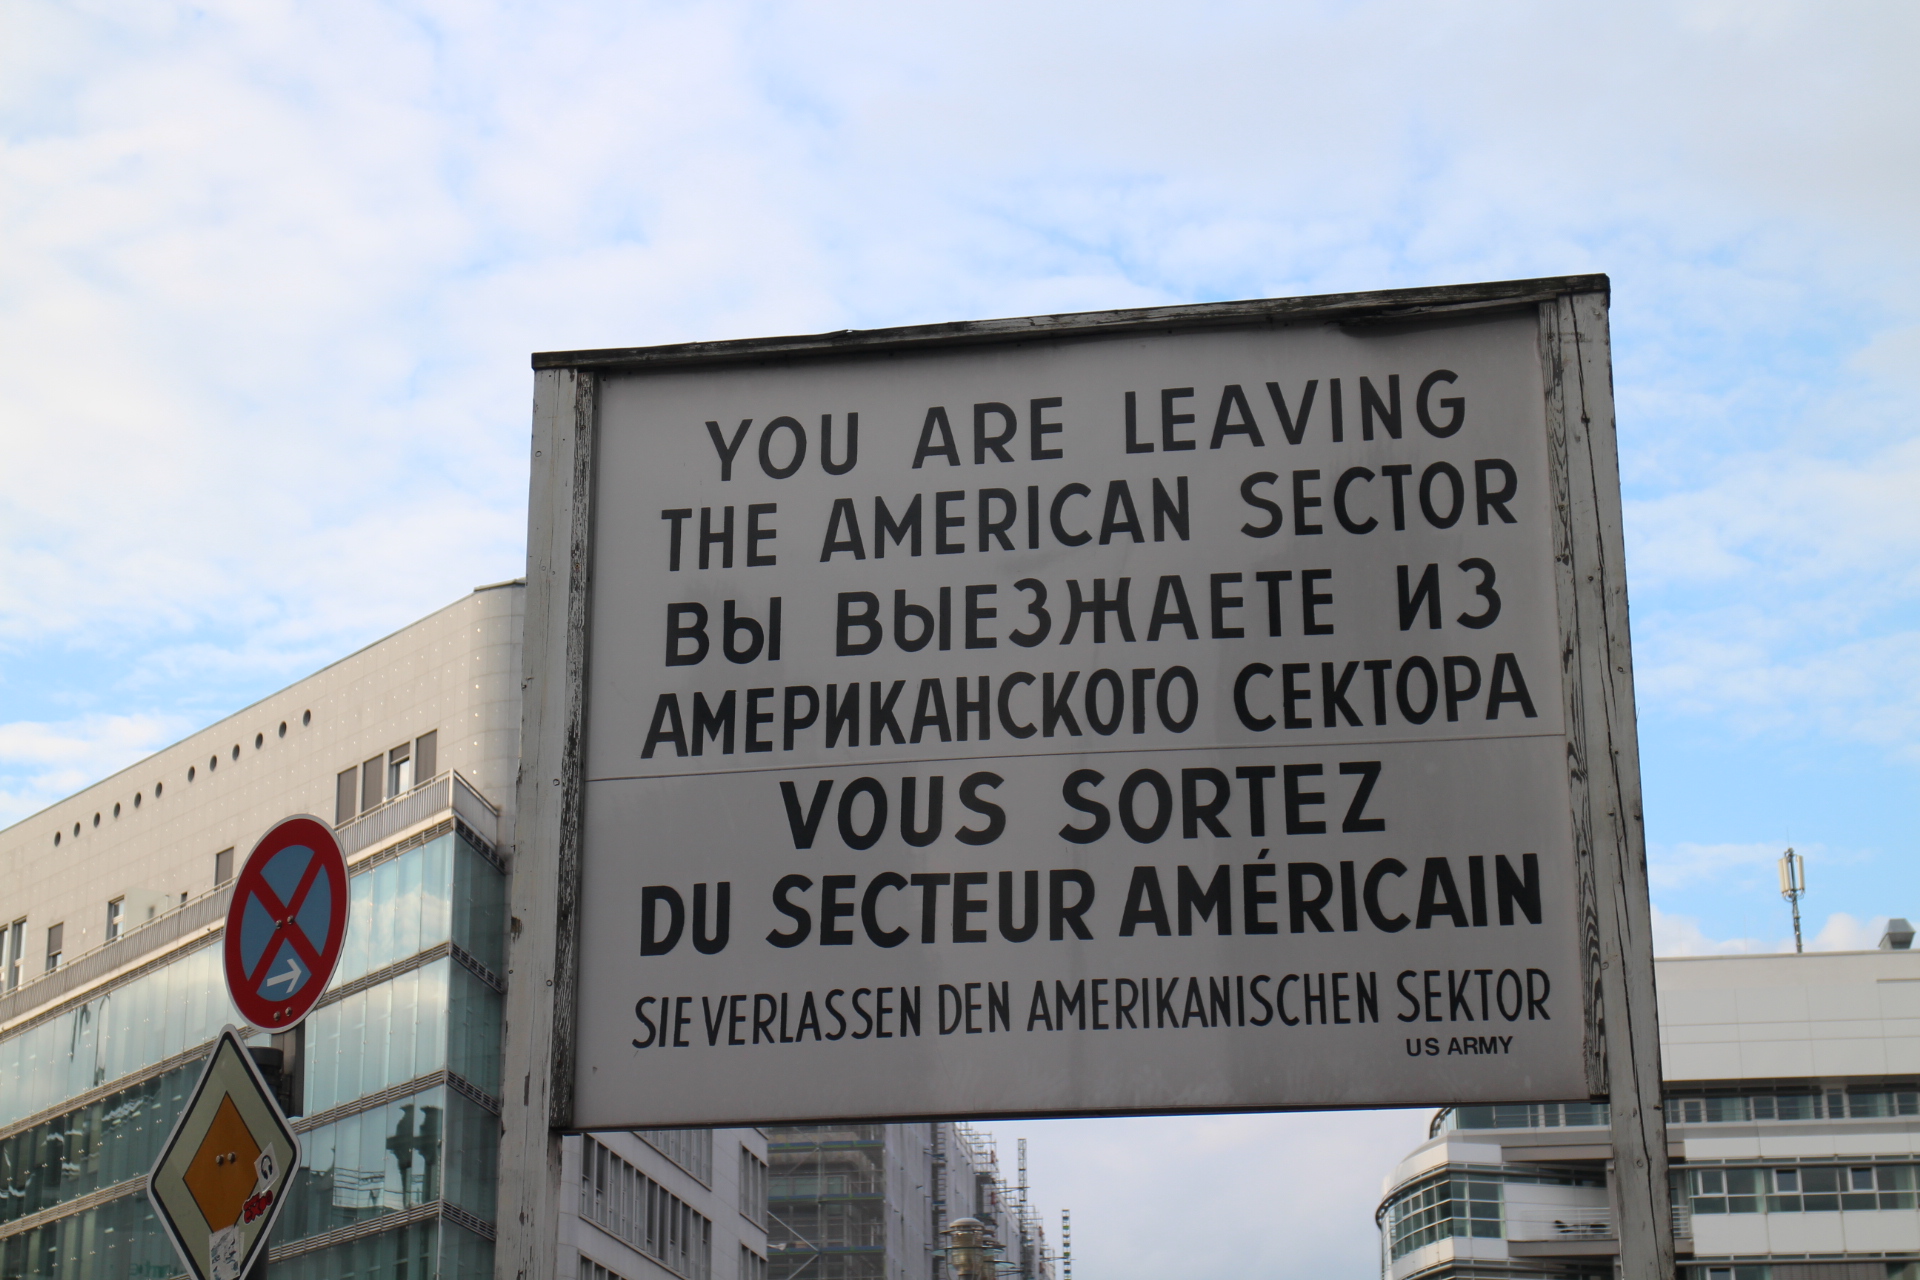 YOU ARE LEAVING
THE AMERICAN SECTOR
ВЫ ВЫЕЗЖАЕТЕ ИЗ
АМЕРИКАНСКОГО СЕКТОРА
VOUS SORTEZ
DU SECTEUR AMÉRICAIN
SIE VERLASSEN DEN AMERIKANISCHEN SEKTOR
US ARMY